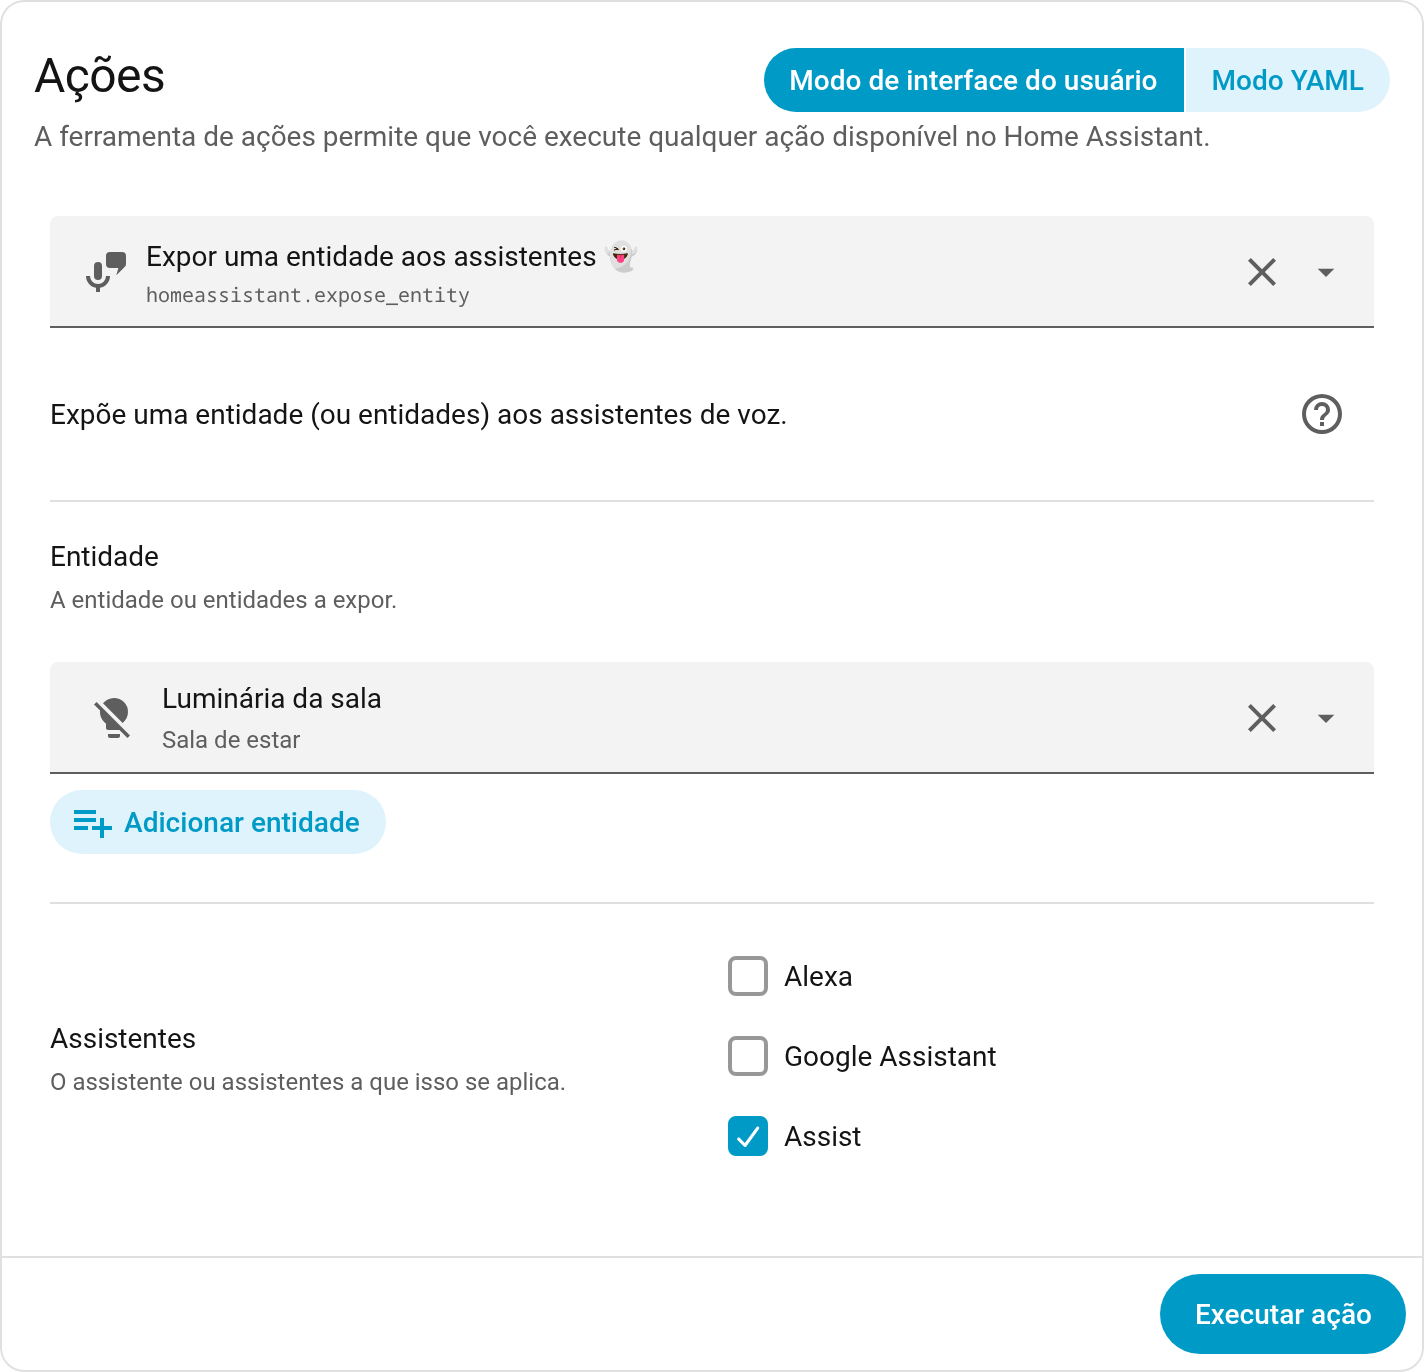 Ações
Modo de interface do usuário
Modo YAML
A ferramenta de ações permite que você execute qualquer ação disponível no Home Assistant.
Expor uma entidade aos assistentes 👻
homeassistant.expose_entity
Expõe uma entidade (ou entidades) aos assistentes de voz.
Entidade
A entidade ou entidades a expor.
Luminária da sala
Sala de estar
Adicionar entidade
Assistentes
O assistente ou assistentes a que isso se aplica.
Alexa
Google Assistant
Assist
Executar ação